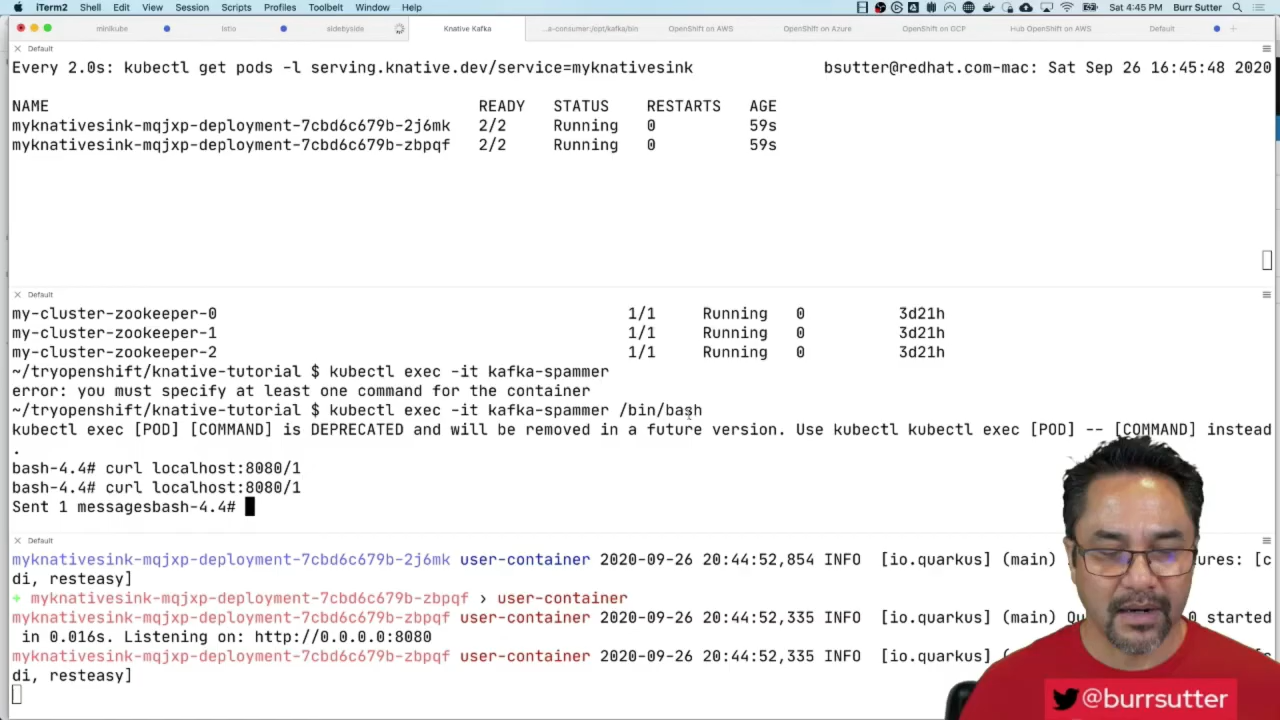 iTerm2 Shell Edit View Session Scripts Profiles Toolbelt Window Help Sat 4:45 PM Burr Sutter
minikube istio sidebyside Knative Kafka ...s-consumer:/opt/kafka/bin OpenShift on AWS OpenShift on Azure OpenShift on GCP Hub OpenShift on AWS Default
Default
Every 2.0s: kubectl get pods -l serving.knative.dev/service=myknativesink bsutter@redhat.com-mac: Sat Sep 26 16:45:48 2020
NAME READY STATUS RESTARTS AGE
myknativesink-mqjxp-deployment-7cbd6c679b-2j6mk 2/2 Running 0 59s
myknativesink-mqjxp-deployment-7cbd6c679b-zbpqf 2/2 Running 0 59s
Default
my-cluster-zookeeper-0 1/1 Running 0 3d21h
my-cluster-zookeeper-1 1/1 Running 0 3d21h
my-cluster-zookeeper-2 1/1 Running 0 3d21h
~/tryopenshift/knative-tutorial $ kubectl exec -it kafka-spammer
error: you must specify at least one command for the container
~/tryopenshift/knative-tutorial $ kubectl exec -it kafka-spammer /bin/bash
kubectl exec [POD] [COMMAND] is DEPRECATED and will be removed in a future version. Use kubectl kubectl exec [POD] -- [COMMAND] instead
.
bash-4.4# curl localhost:8080/1
bash-4.4# curl localhost:8080/1
Sent 1 messagesbash-4.4#
Default
myknativesink-mqjxp-deployment-7cbd6c679b-2j6mk user-container 2020-09-26 20:44:52,854 INFO [io.quarkus] (main) ures: [c
di, resteasy]
+ myknativesink-mqjxp-deployment-7cbd6c679b-zbpqf › user-container
myknativesink-mqjxp-deployment-7cbd6c679b-zbpqf user-container 2020-09-26 20:44:52,335 INFO [io.quarkus] (main) Qu 0 started
in 0.016s. Listening on: http://0.0.0.0:8080
myknativesink-mqjxp-deployment-7cbd6c679b-zbpqf user-container 2020-09-26 20:44:52,335 INFO [io.quarkus] (ma ures: [c
di, resteasy]
@burrsutter